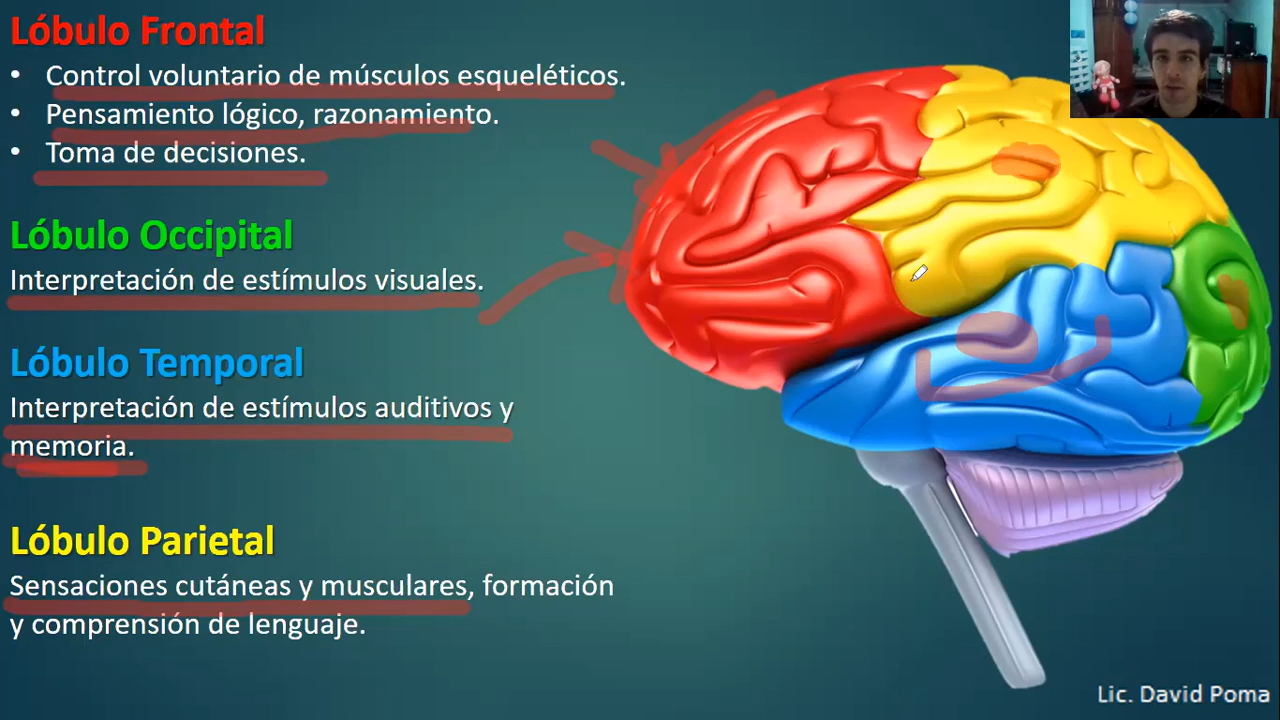 Lóbulo Frontal
• Control voluntario de músculos esqueléticos.
• Pensamiento lógico, razonamiento.
• Toma de decisiones.
Lóbulo Occipital
Interpretación de estímulos visuales.
Lóbulo Temporal
Interpretación de estímulos auditivos y
memoria.
Lóbulo Parietal
Sensaciones cutáneas y musculares, formación
y comprensión de lenguaje.
Lic. David Poma